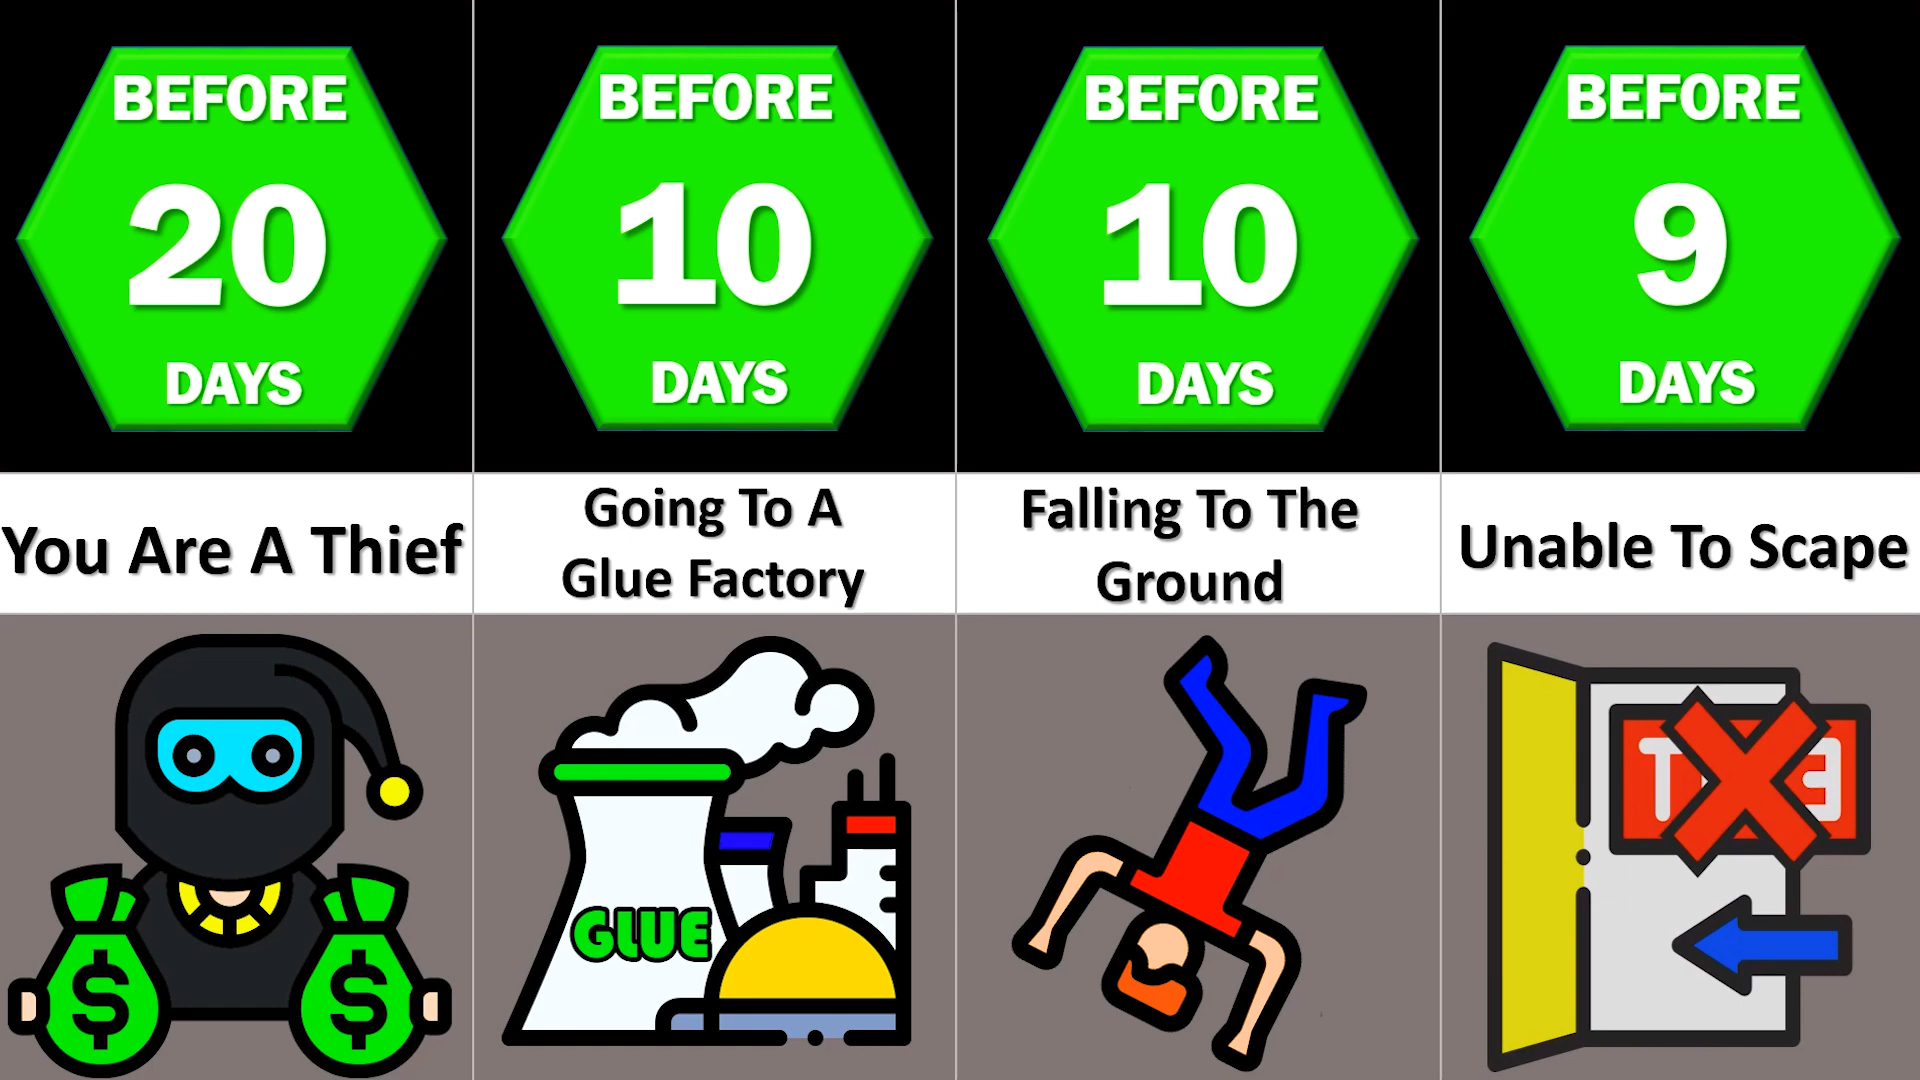 BEFORE
20
DAYS
You Are A Thief
BEFORE
10
DAYS
Going To A
Glue Factory
GLUE
BEFORE
10
DAYS
Falling To The
Ground
BEFORE
9
DAYS
Unable To Scape